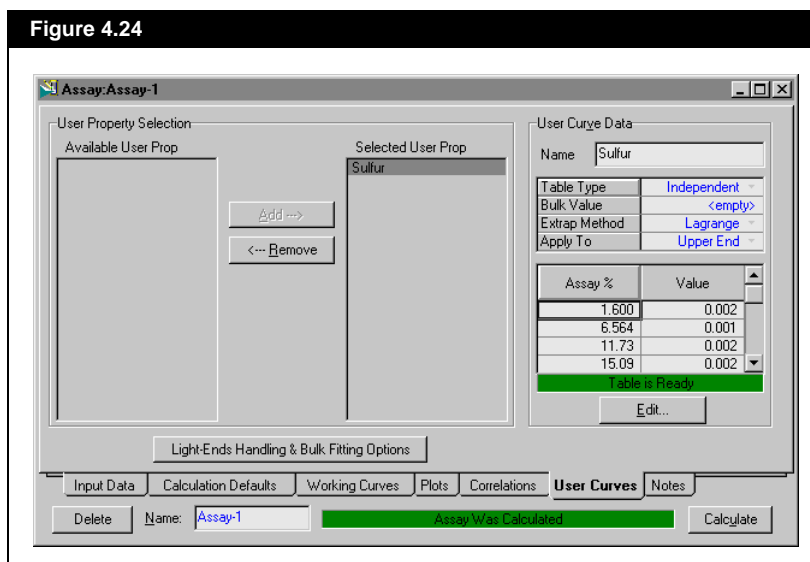 Figure 4.24
Assay:Assay-1
User Property Selection
Available User Prop
Selected User Prop
Sulfur
Add --->
<--- Remove
User Curve Data
Name Sulfur
Table Type Independent
Bulk Value <empty>
Extrap Method Lagrange
Apply To Upper End
Assay % Value
1.600 0.002
6.564 0.001
11.73 0.002
15.09 0.002
Table is Ready
Edit...
Light-Ends Handling & Bulk Fitting Options
Input Data Calculation Defaults Working Curves Plots Correlations User Curves Notes
Delete Name: Assay-1 Assay Was Calculated Calculate